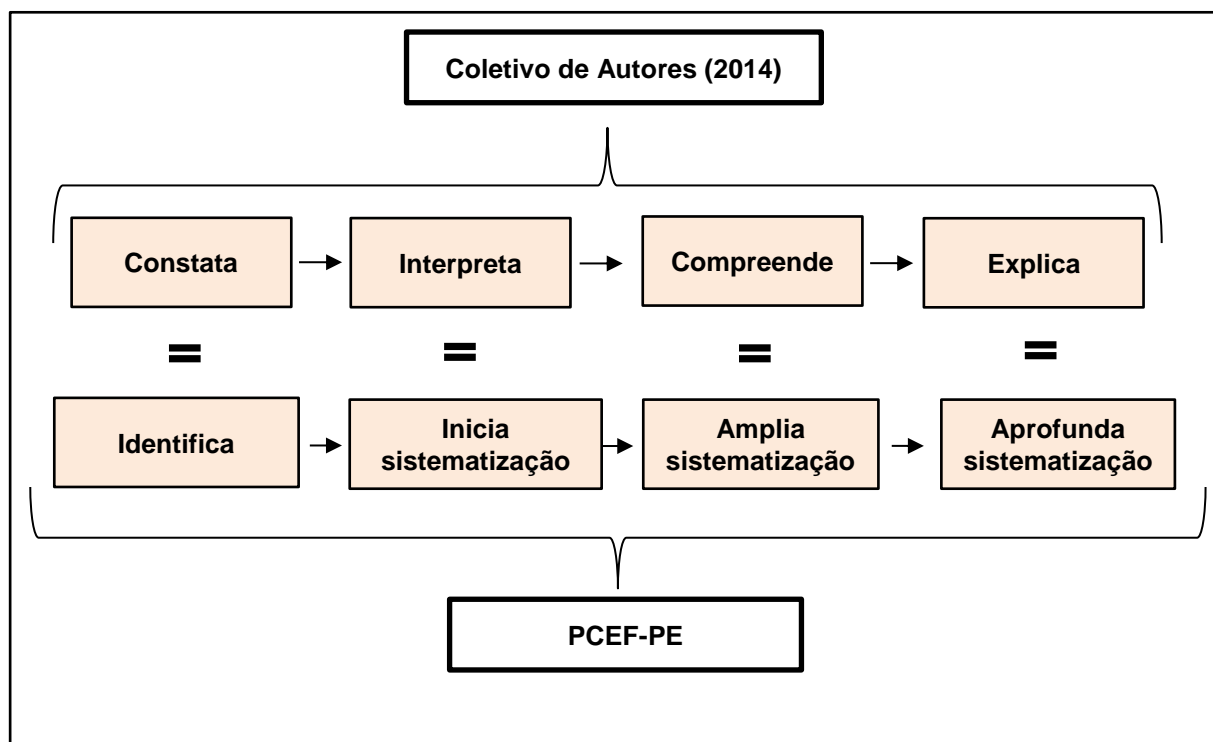 Coletivo de Autores (2014)
Constata
Interpreta
Compreende
Explica
=
=
=
=
Identifica
Inicia
sistematização
Amplia
sistematização
Aprofunda
sistematização
PCEF-PE